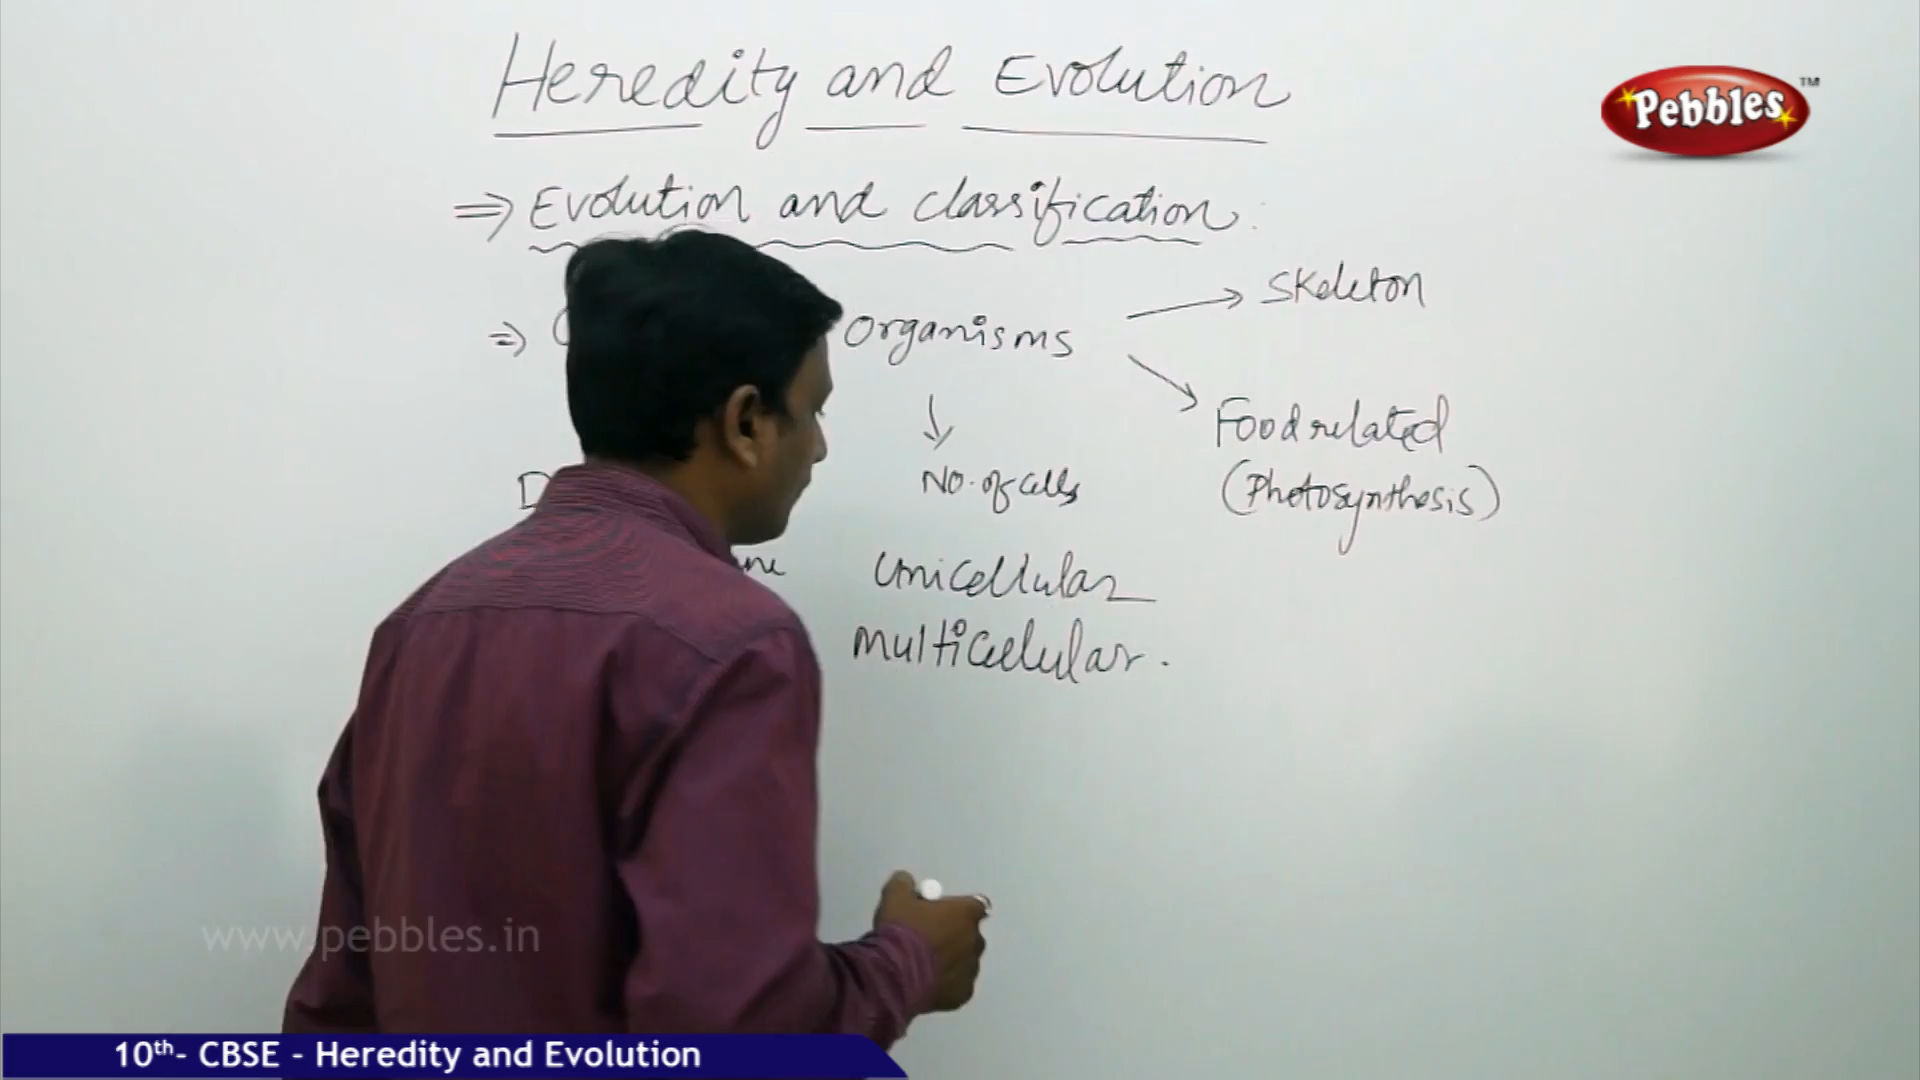 Heredity and Evolution
Pebbles™
⇒ Evolution and classification
⇒ Organisms
→ Skeleton
→ Food related
(Photosynthesis)
↓
No. of cells
Unicellular
Multicellular.
www.pebbles.in
10th- CBSE - Heredity and Evolution